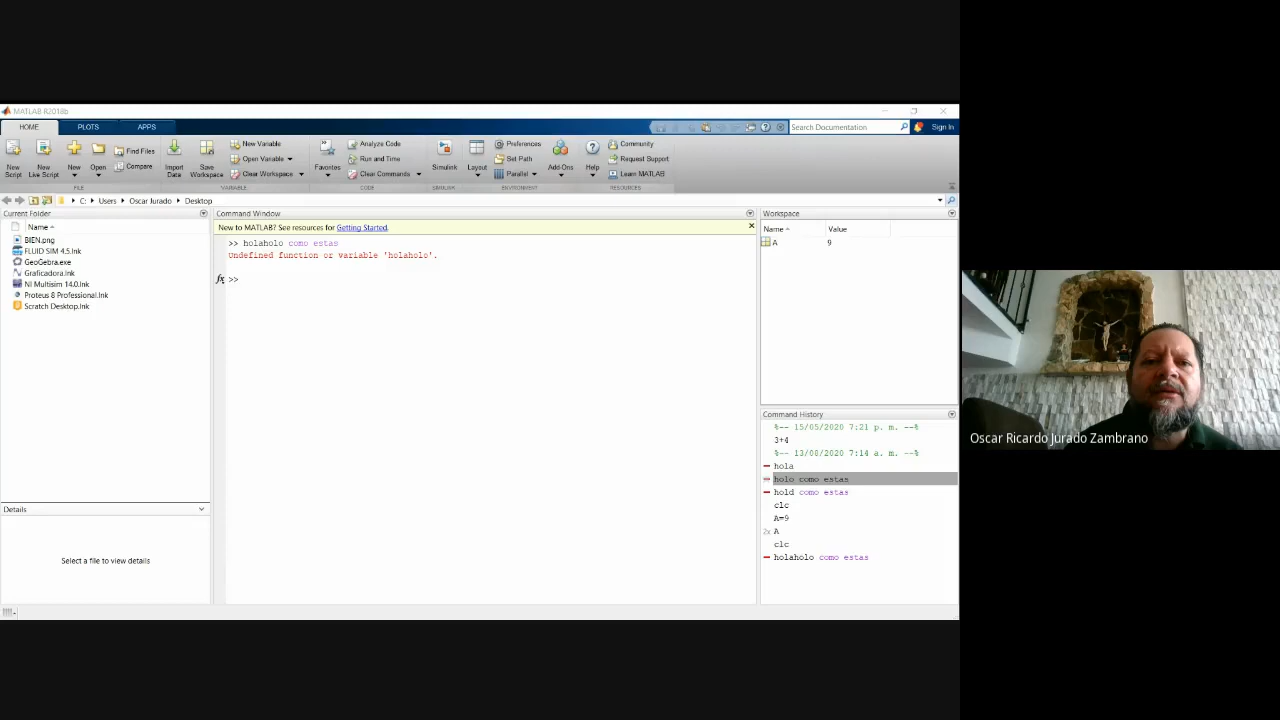 MATLAB R2018b
HOME PLOTS APPS
Search Documentation
Sign In
New Script
New Live Script
New
Open
Find Files
Compare
Import Data
Save Workspace
New Variable
Open Variable
Clear Workspace
Favorites
Analyze Code
Run and Time
Clear Commands
Simulink
Layout
Preferences
Set Path
Parallel
Add-Ons
Help
Community
Request Support
Learn MATLAB
FILE VARIABLE CODE SIMULINK ENVIRONMENT RESOURCES
C: Users Oscar Jurado Desktop
Current Folder
Name
BIEN.png
FLUID SIM 4.5.lnk
GeoGebra.exe
Graficadora.lnk
NI Multisim 14.0.lnk
Proteus 8 Professional.lnk
Scratch Desktop.lnk
Details
Select a file to view details
Command Window
New to MATLAB? See resources for Getting Started.
>> holaholo como estas
Undefined function or variable 'holaholo'.
fx >>
Workspace
Name Value
A 9
Command History
%-- 15/05/2020 7:21 p. m. --%
3+4
%-- 13/08/2020 7:14 a. m. --%
hola
holo como estas
hold como estas
clc
A=9
2x A
clc
holaholo como estas
Oscar Ricardo Jurado Zambrano